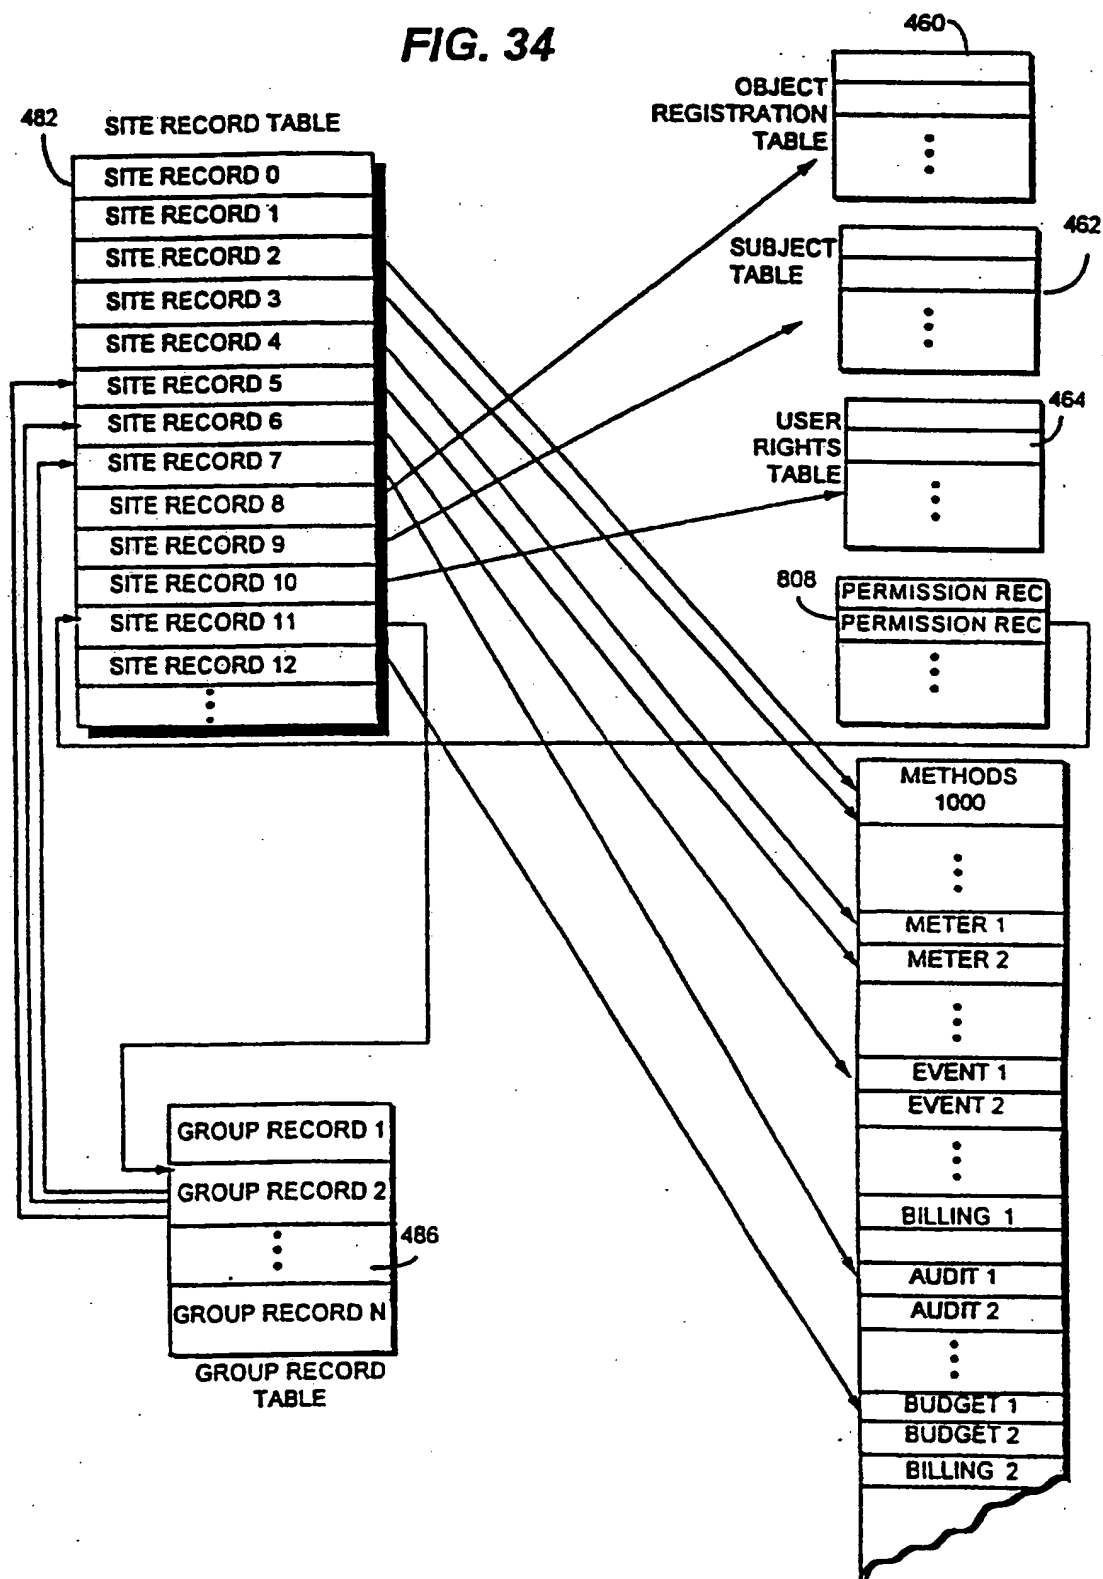 FIG. 34
460
OBJECT
REGISTRATION
TABLE
482
SITE RECORD TABLE
SITE RECORD 0
SITE RECORD 1
SITE RECORD 2
SITE RECORD 3
SITE RECORD 4
SITE RECORD 5
SITE RECORD 6
SITE RECORD 7
SITE RECORD 8
SITE RECORD 9
SITE RECORD 10
SITE RECORD 11
SITE RECORD 12
SUBJECT
TABLE
462
USER
RIGHTS
TABLE
464
808
PERMISSION REC
PERMISSION REC
METHODS
1000
METER 1
METER 2
EVENT 1
EVENT 2
BILLING 1
AUDIT 1
AUDIT 2
BUDGET 1
BUDGET 2
BILLING 2
GROUP RECORD 1
GROUP RECORD 2
486
GROUP RECORD N
GROUP RECORD
TABLE